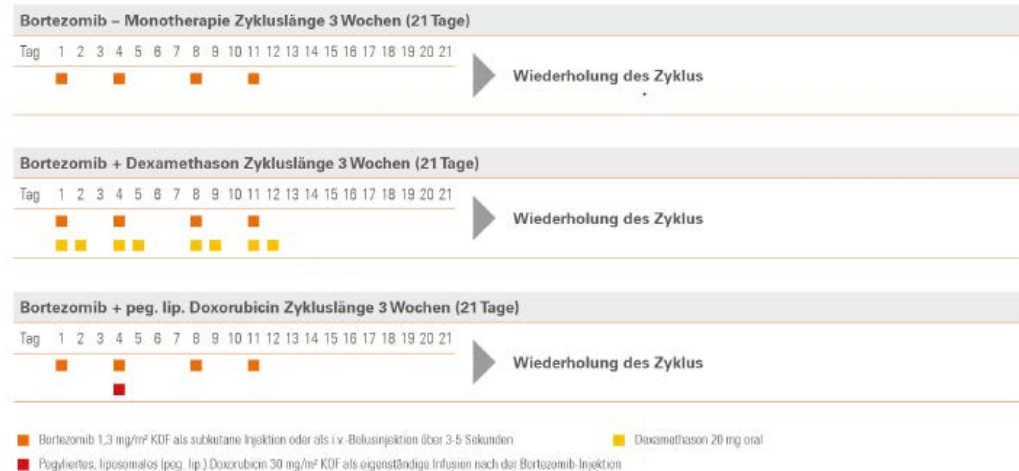 Bortezomib – Monotherapie Zykluslänge 3 Wochen (21 Tage)
Tag 1 2 3 4 5 6 7 8 9 10 11 12 13 14 15 16 17 18 19 20 21
Wiederholung des Zyklus
Bortezomib + Dexamethason Zykluslänge 3 Wochen (21 Tage)
Tag 1 2 3 4 5 6 7 8 9 10 11 12 13 14 15 16 17 18 19 20 21
Wiederholung des Zyklus
Bortezomib + peg. lip. Doxorubicin Zykluslänge 3 Wochen (21 Tage)
Tag 1 2 3 4 5 6 7 8 9 10 11 12 13 14 15 16 17 18 19 20 21
Wiederholung des Zyklus
Bortezomib 1,3 mg/m² KOF als subkutane Injektion oder als i.v.-Bolusinjektion über 3-5 Sekunden
Dexamethason 20 mg oral
Pegyliertes, liposomales (peg. lip.) Doxorubicin 30 mg/m² KOF als eigenständige Infusion nach der Bortezomib-Injektion